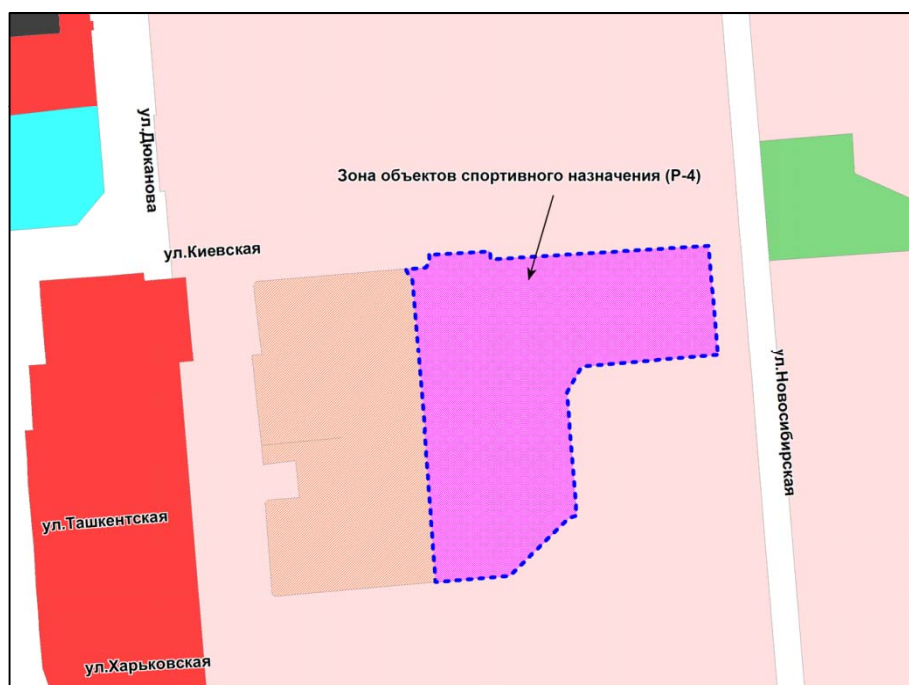 ул.Дюканова
Зона объектов спортивного назначения (Р-4)
ул.Киевская
ул.Новосибирская
ул.Ташкентская
ул.Харьковская